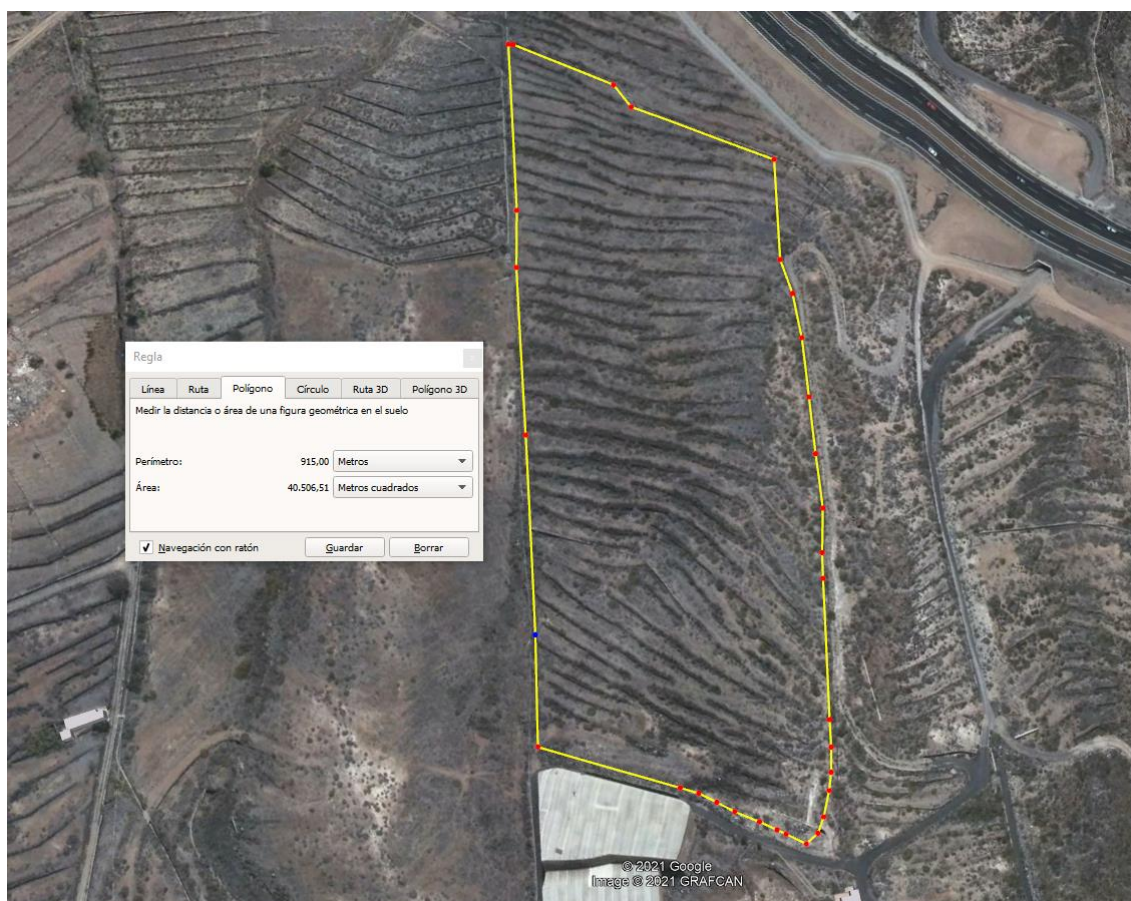 Regla
Línea Ruta Polígono Círculo Ruta 3D Polígono 3D
Medir la distancia o área de una figura geométrica en el suelo
Perímetro: 915,00 Metros
Área: 40.506,51 Metros cuadrados
Navegación con ratón Guardar Borrar
© 2021 Google
Image © 2021 GRAFCAN